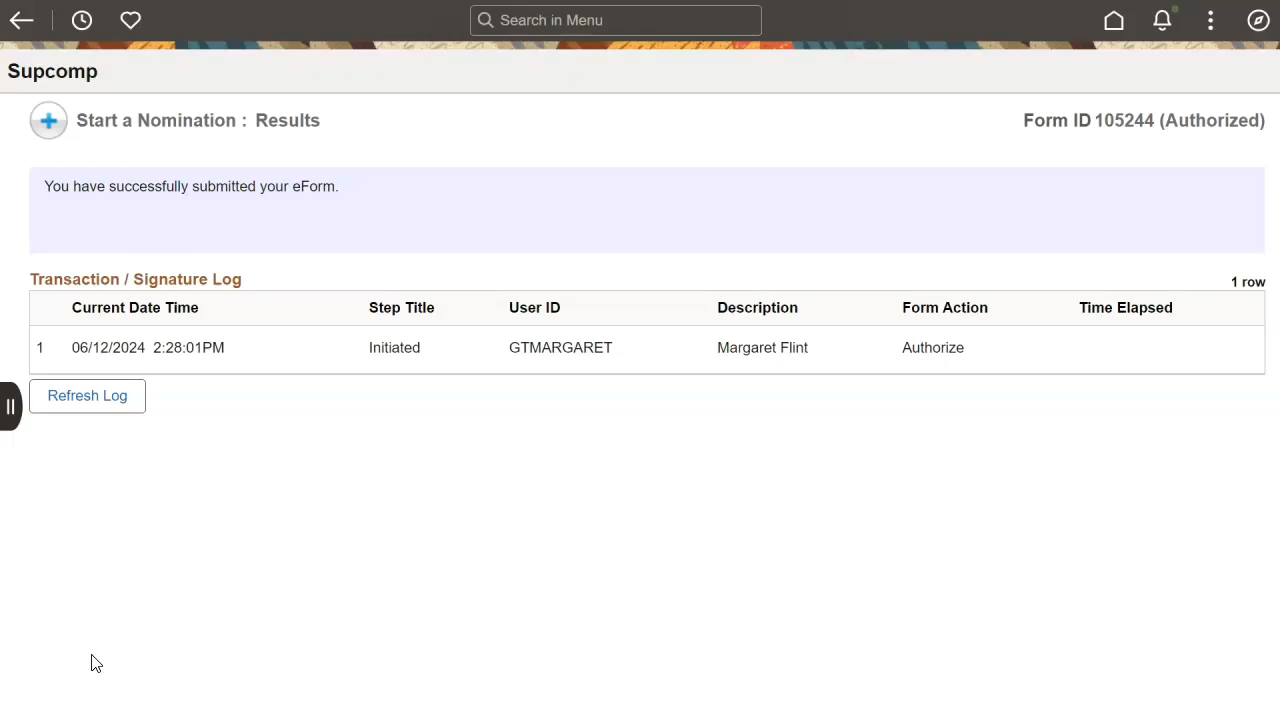 Search in Menu
Supcomp
Start a Nomination : Results
Form ID 105244 (Authorized)
You have successfully submitted your eForm.
Transaction / Signature Log
1 row
Current Date Time Step Title User ID Description Form Action Time Elapsed
1 06/12/2024 2:28:01PM Initiated GTMARGARET Margaret Flint Authorize
Refresh Log